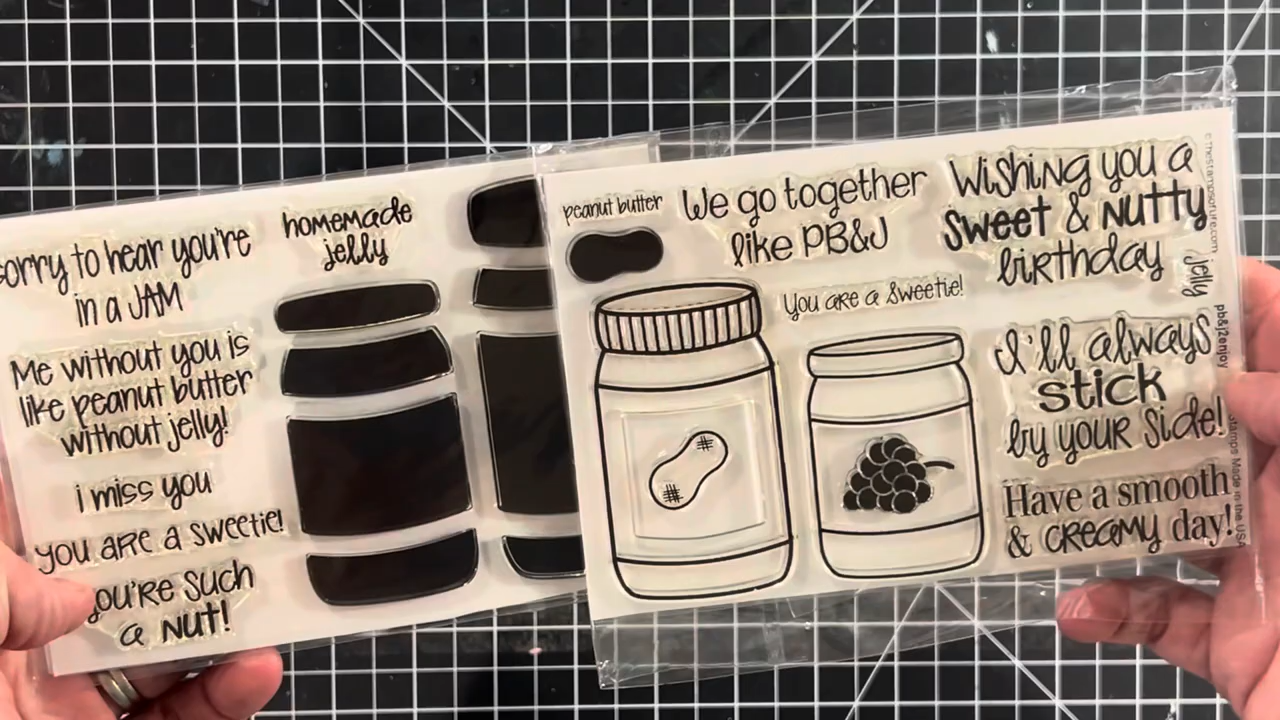 sorry to hear you're
in a JAM
homemade
jelly
Me without you is
like peanut butter
without jelly!
i miss you
you are a sweetie!
you're such
a nut!
peanut butter
We go together
like PB&J
Wishing you a
sweet & nutty
birthday
You are a sweetie!
jelly
I'll always
stick
by your side!
Have a smooth
& creamy day!
pb&j2enjoy
stamps Made in the USA